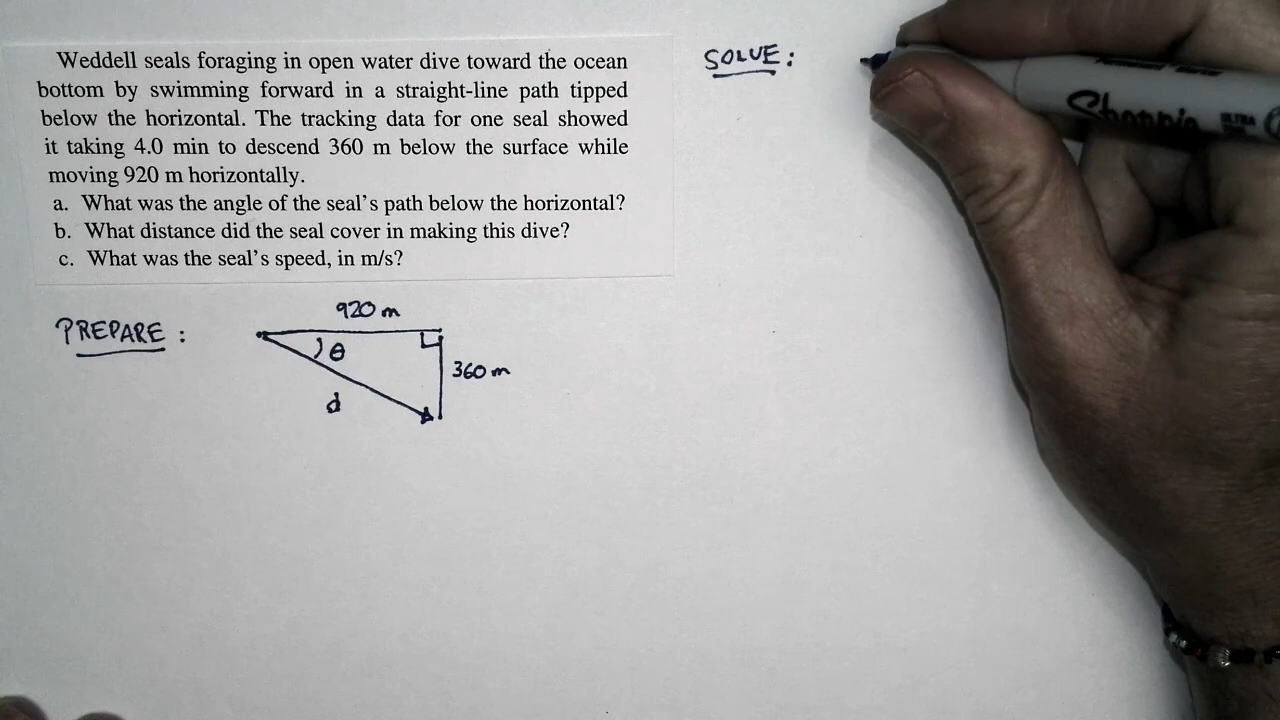 Weddell seals foraging in open water dive toward the ocean
bottom by swimming forward in a straight-line path tipped
below the horizontal. The tracking data for one seal showed
it taking 4.0 min to descend 360 m below the surface while
moving 920 m horizontally.
a. What was the angle of the seal's path below the horizontal?
b. What distance did the seal cover in making this dive?
c. What was the seal's speed, in m/s?
PREPARE :
920 m
θ
360 m
d
SOLVE :
Sharpie
ULTRA